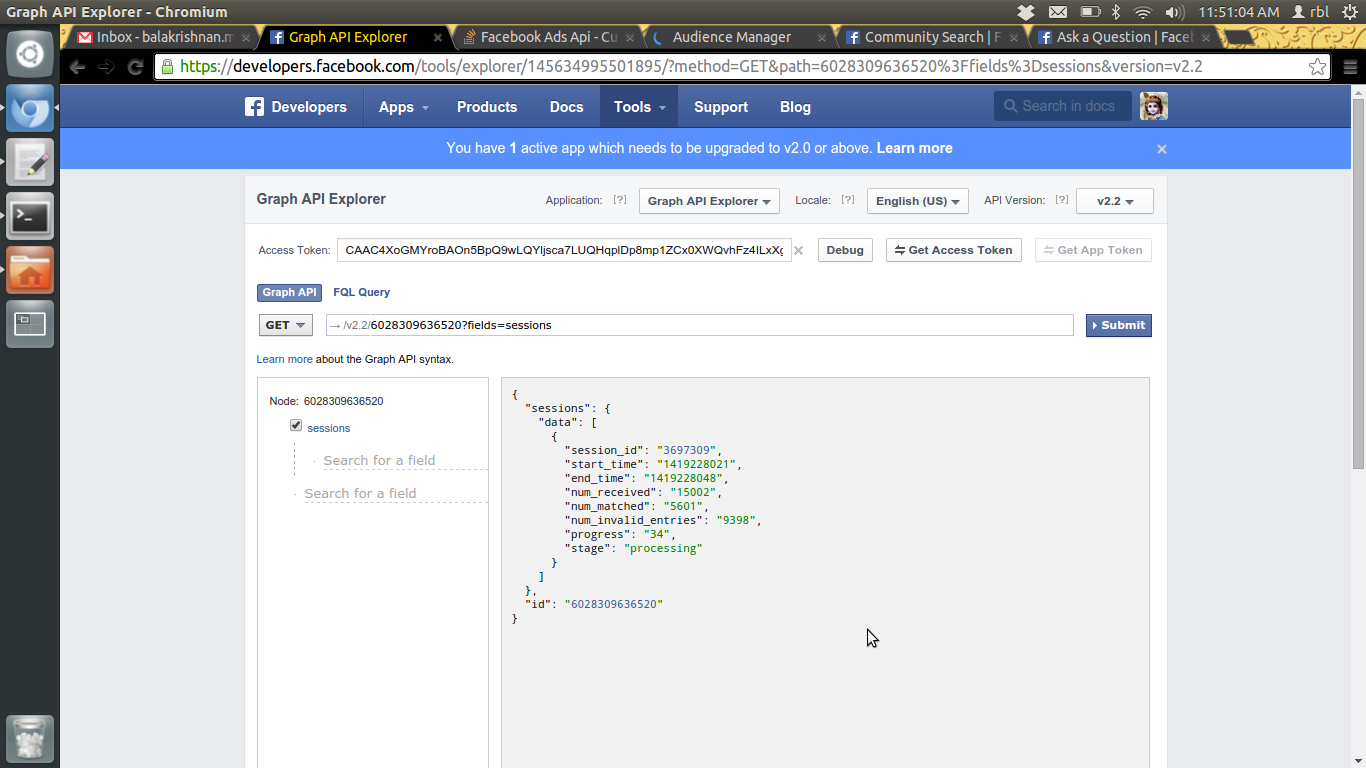 Graph API Explorer - Chromium
11:51:04 AM
rbl
Inbox - balakrishnan.m
Graph API Explorer
Facebook Ads Api - Cu
Audience Manager
Community Search | F
Ask a Question | Face
https://developers.facebook.com/tools/explorer/145634995501895/?method=GET&path=6028309636520%3Ffields%3Dsessions&version=v2.2
Developers
Apps
Products
Docs
Tools
Support
Blog
Search in docs
You have 1 active app which needs to be upgraded to v2.0 or above. Learn more
Graph API Explorer
Application: [?]
Graph API Explorer
Locale: [?]
English (US)
API Version: [?]
v2.2
Access Token:
Debug
Get Access Token
Get App Token
Graph API
FQL Query
GET
→ /v2.2/6028309636520?fields=sessions
Submit
Learn more about the Graph API syntax.
Node: 6028309636520
sessions
Search for a field
Search for a field
{
"sessions": {
"data": [
{
"session_id": "3697309",
"start_time": "1419228021",
"end_time": "1419228048",
"num_received": "15002",
"num_matched": "5601",
"num_invalid_entries": "9398",
"progress": "34",
"stage": "processing"
}
]
},
"id": "6028309636520"
}